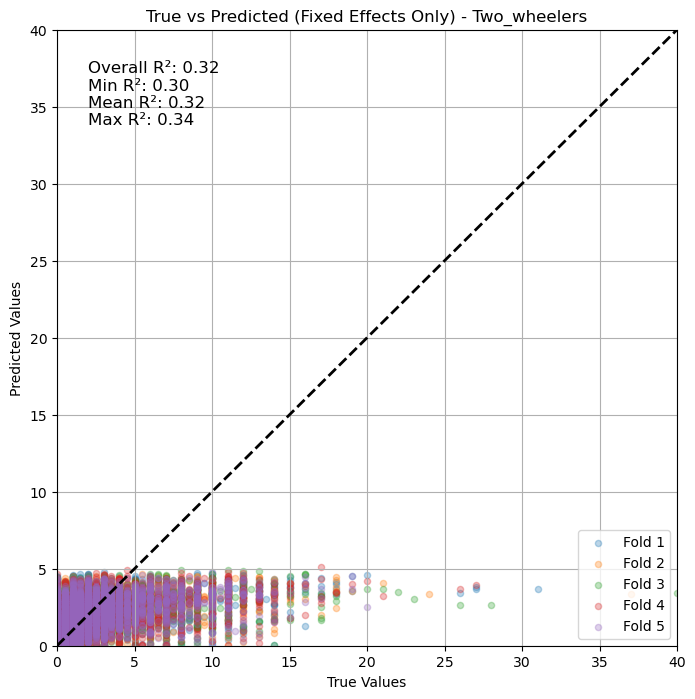 True vs Predicted (Fixed Effects Only) - Two_wheelers
Overall R²: 0.32
Min R²: 0.30
Mean R²: 0.32
Max R²: 0.34
40
35
30
25
20
15
10
5
0
Predicted Values
Fold 1
Fold 2
Fold 3
Fold 4
Fold 5
0 5 10 15 20 25 30 35 40
True Values